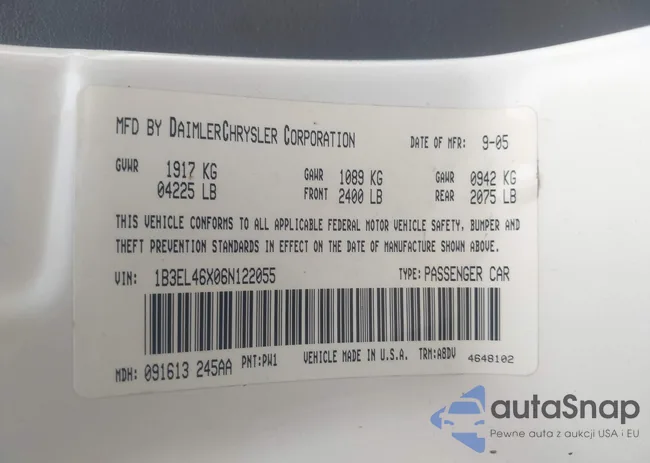 MFD BY DAIMLERCHRYSLER CORPORATION DATE OF MFR: 9-05
GVWR 1917 KG GAWR 1089 KG GAWR 0942 KG
04225 LB FRONT 2400 LB REAR 2075 LB
THIS VEHICLE CONFORMS TO ALL APPLICABLE FEDERAL MOTOR VEHICLE SAFETY, BUMPER AND
THEFT PREVENTION STANDARDS IN EFFECT ON THE DATE OF MANUFACTURE SHOWN ABOVE.
VIN: 1B3EL46X06N122055 TYPE: PASSENGER CAR
MDH: 091613 245AA PNT: PW1 VEHICLE MADE IN U.S.A. TRM: A8DV 4648102
autaSnap
Pewne auta z aukcji USA i EU